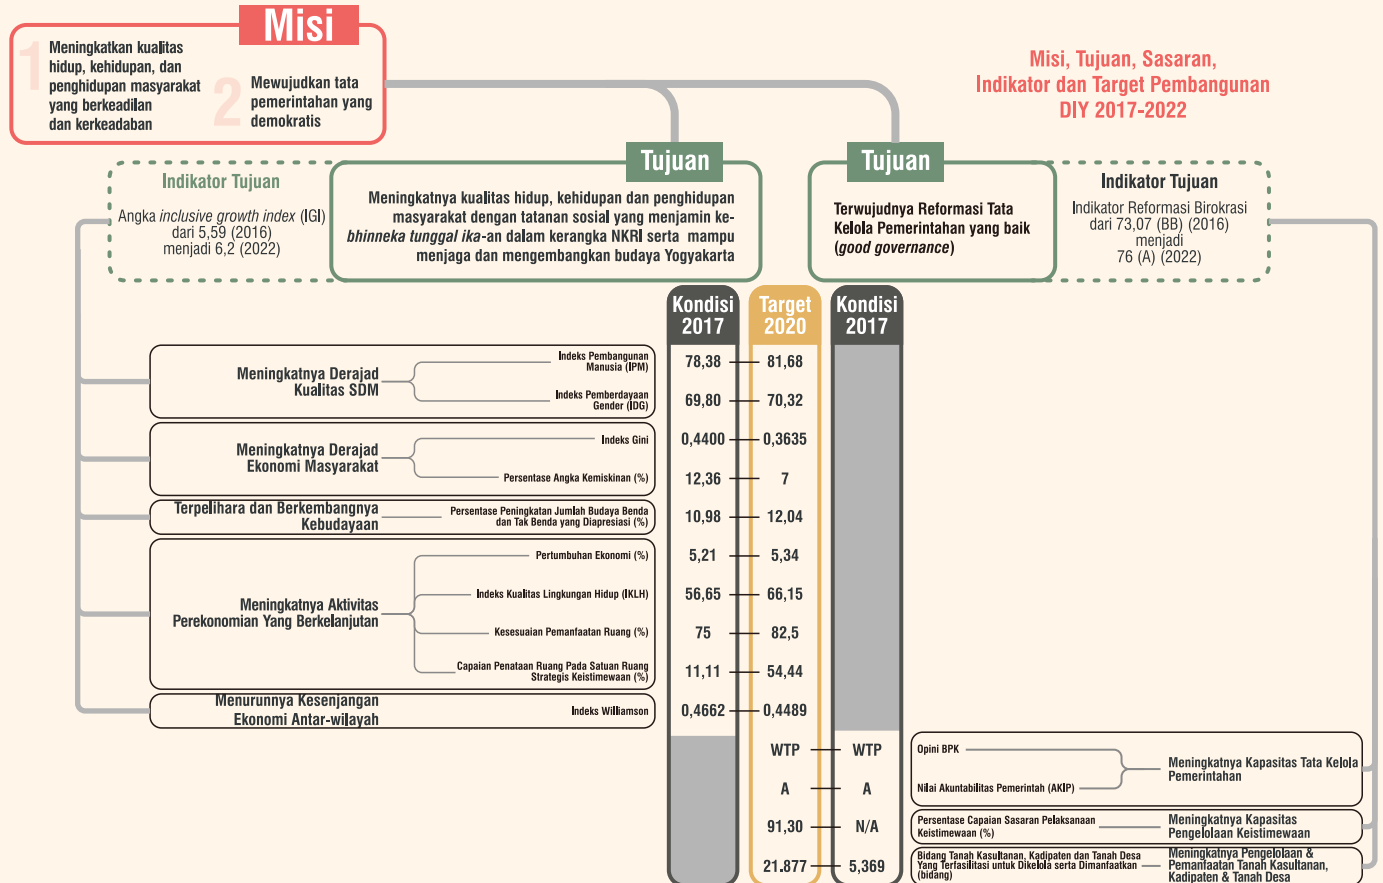 Misi
1
Meningkatkan kualitas
hidup, kehidupan, dan
penghidupan masyarakat
yang berkeadilan
dan kerkeadaban
2
Mewujudkan tata
pemerintahan yang
demokratis
Misi, Tujuan, Sasaran,
Indikator dan Target Pembangunan
DIY 2017-2022
Indikator Tujuan
Angka inclusive growth index (IGI)
dari 5,59 (2016)
menjadi 6,2 (2022)
Tujuan
Meningkatnya kualitas hidup, kehidupan dan penghidupan
masyarakat dengan tatanan sosial yang menjamin ke-
bhinneka tunggal ika-an dalam kerangka NKRI serta mampu
menjaga dan mengembangkan budaya Yogyakarta
Tujuan
Terwujudnya Reformasi Tata
Kelola Pemerintahan yang baik
(good governance)
Indikator Tujuan
Indikator Reformasi Birokrasi
dari 73,07 (BB) (2016)
menjadi
76 (A) (2022)
Kondisi
2017
Target
2020
Kondisi
2017
Meningkatnya Derajad
Kualitas SDM
Indeks Pembangunan
Manusia (IPM)
78,38 81,68
Indeks Pemberdayaan
Gender (IDG)
69,80 70,32
Meningkatnya Derajad
Ekonomi Masyarakat
Indeks Gini
0,4400 0,3635
Persentase Angka Kemiskinan (%)
12,36 7
Terpelihara dan Berkembangnya
Kebudayaan
Persentase Peningkatan Jumlah Budaya Benda
dan Tak Benda yang Diapresiasi (%)
10,98 12,04
Meningkatnya Aktivitas
Perekonomian Yang Berkelanjutan
Pertumbuhan Ekonomi (%)
5,21 5,34
Indeks Kualitas Lingkungan Hidup (IKLH)
56,65 66,15
Kesesuaian Pemanfaatan Ruang (%)
75 82,5
Capaian Penataan Ruang Pada Satuan Ruang
Strategis Keistimewaan (%)
11,11 54,44
Menurunnya Kesenjangan
Ekonomi Antar-wilayah
Indeks Williamson
0,4662 0,4489
WTP WTP
Opini BPK
A A
Nilai Akuntabilitas Pemerintah (AKIP)
Meningkatnya Kapasitas Tata Kelola
Pemerintahan
91,30 N/A
Persentase Capaian Sasaran Pelaksanaan
Keistimewaan (%)
Meningkatnya Kapasitas
Pengelolaan Keistimewaan
21.877 5,369
Bidang Tanah Kasultanan, Kadipaten dan Tanah Desa
Yang Terfasilitasi untuk Dikelola serta Dimanfaatkan
(bidang)
Meningkatnya Pengelolaan &
Pemanfaatan Tanah Kasultanan,
Kadipaten & Tanah Desa